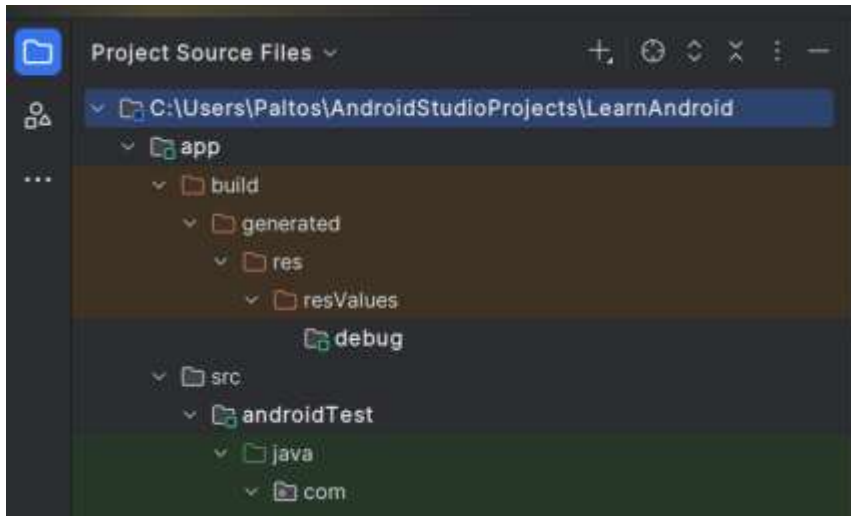 Project Source Files
C:\Users\Paltos\AndroidStudioProjects\LearnAndroid
app
build
generated
res
resValues
debug
src
androidTest
java
com